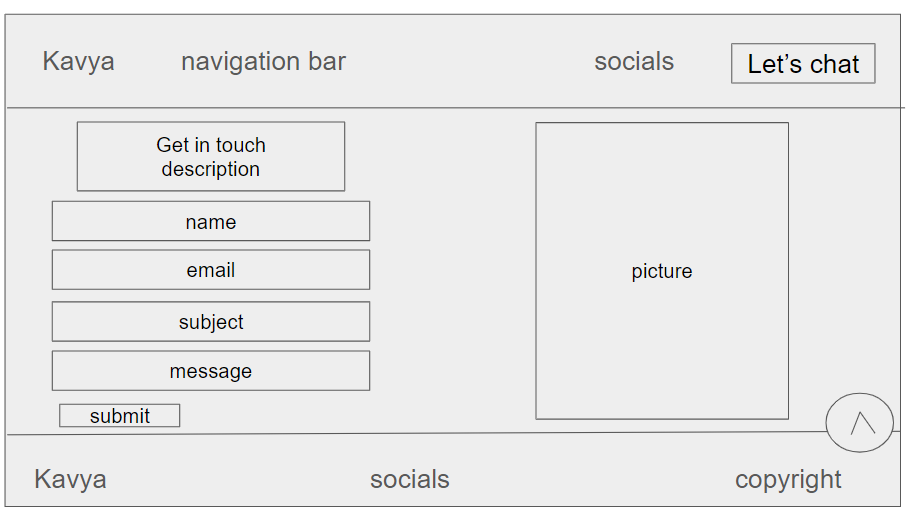 Kavya navigation bar socials Let's chat
Get in touch
description
name
email
subject
message
submit
picture
Kavya socials copyright